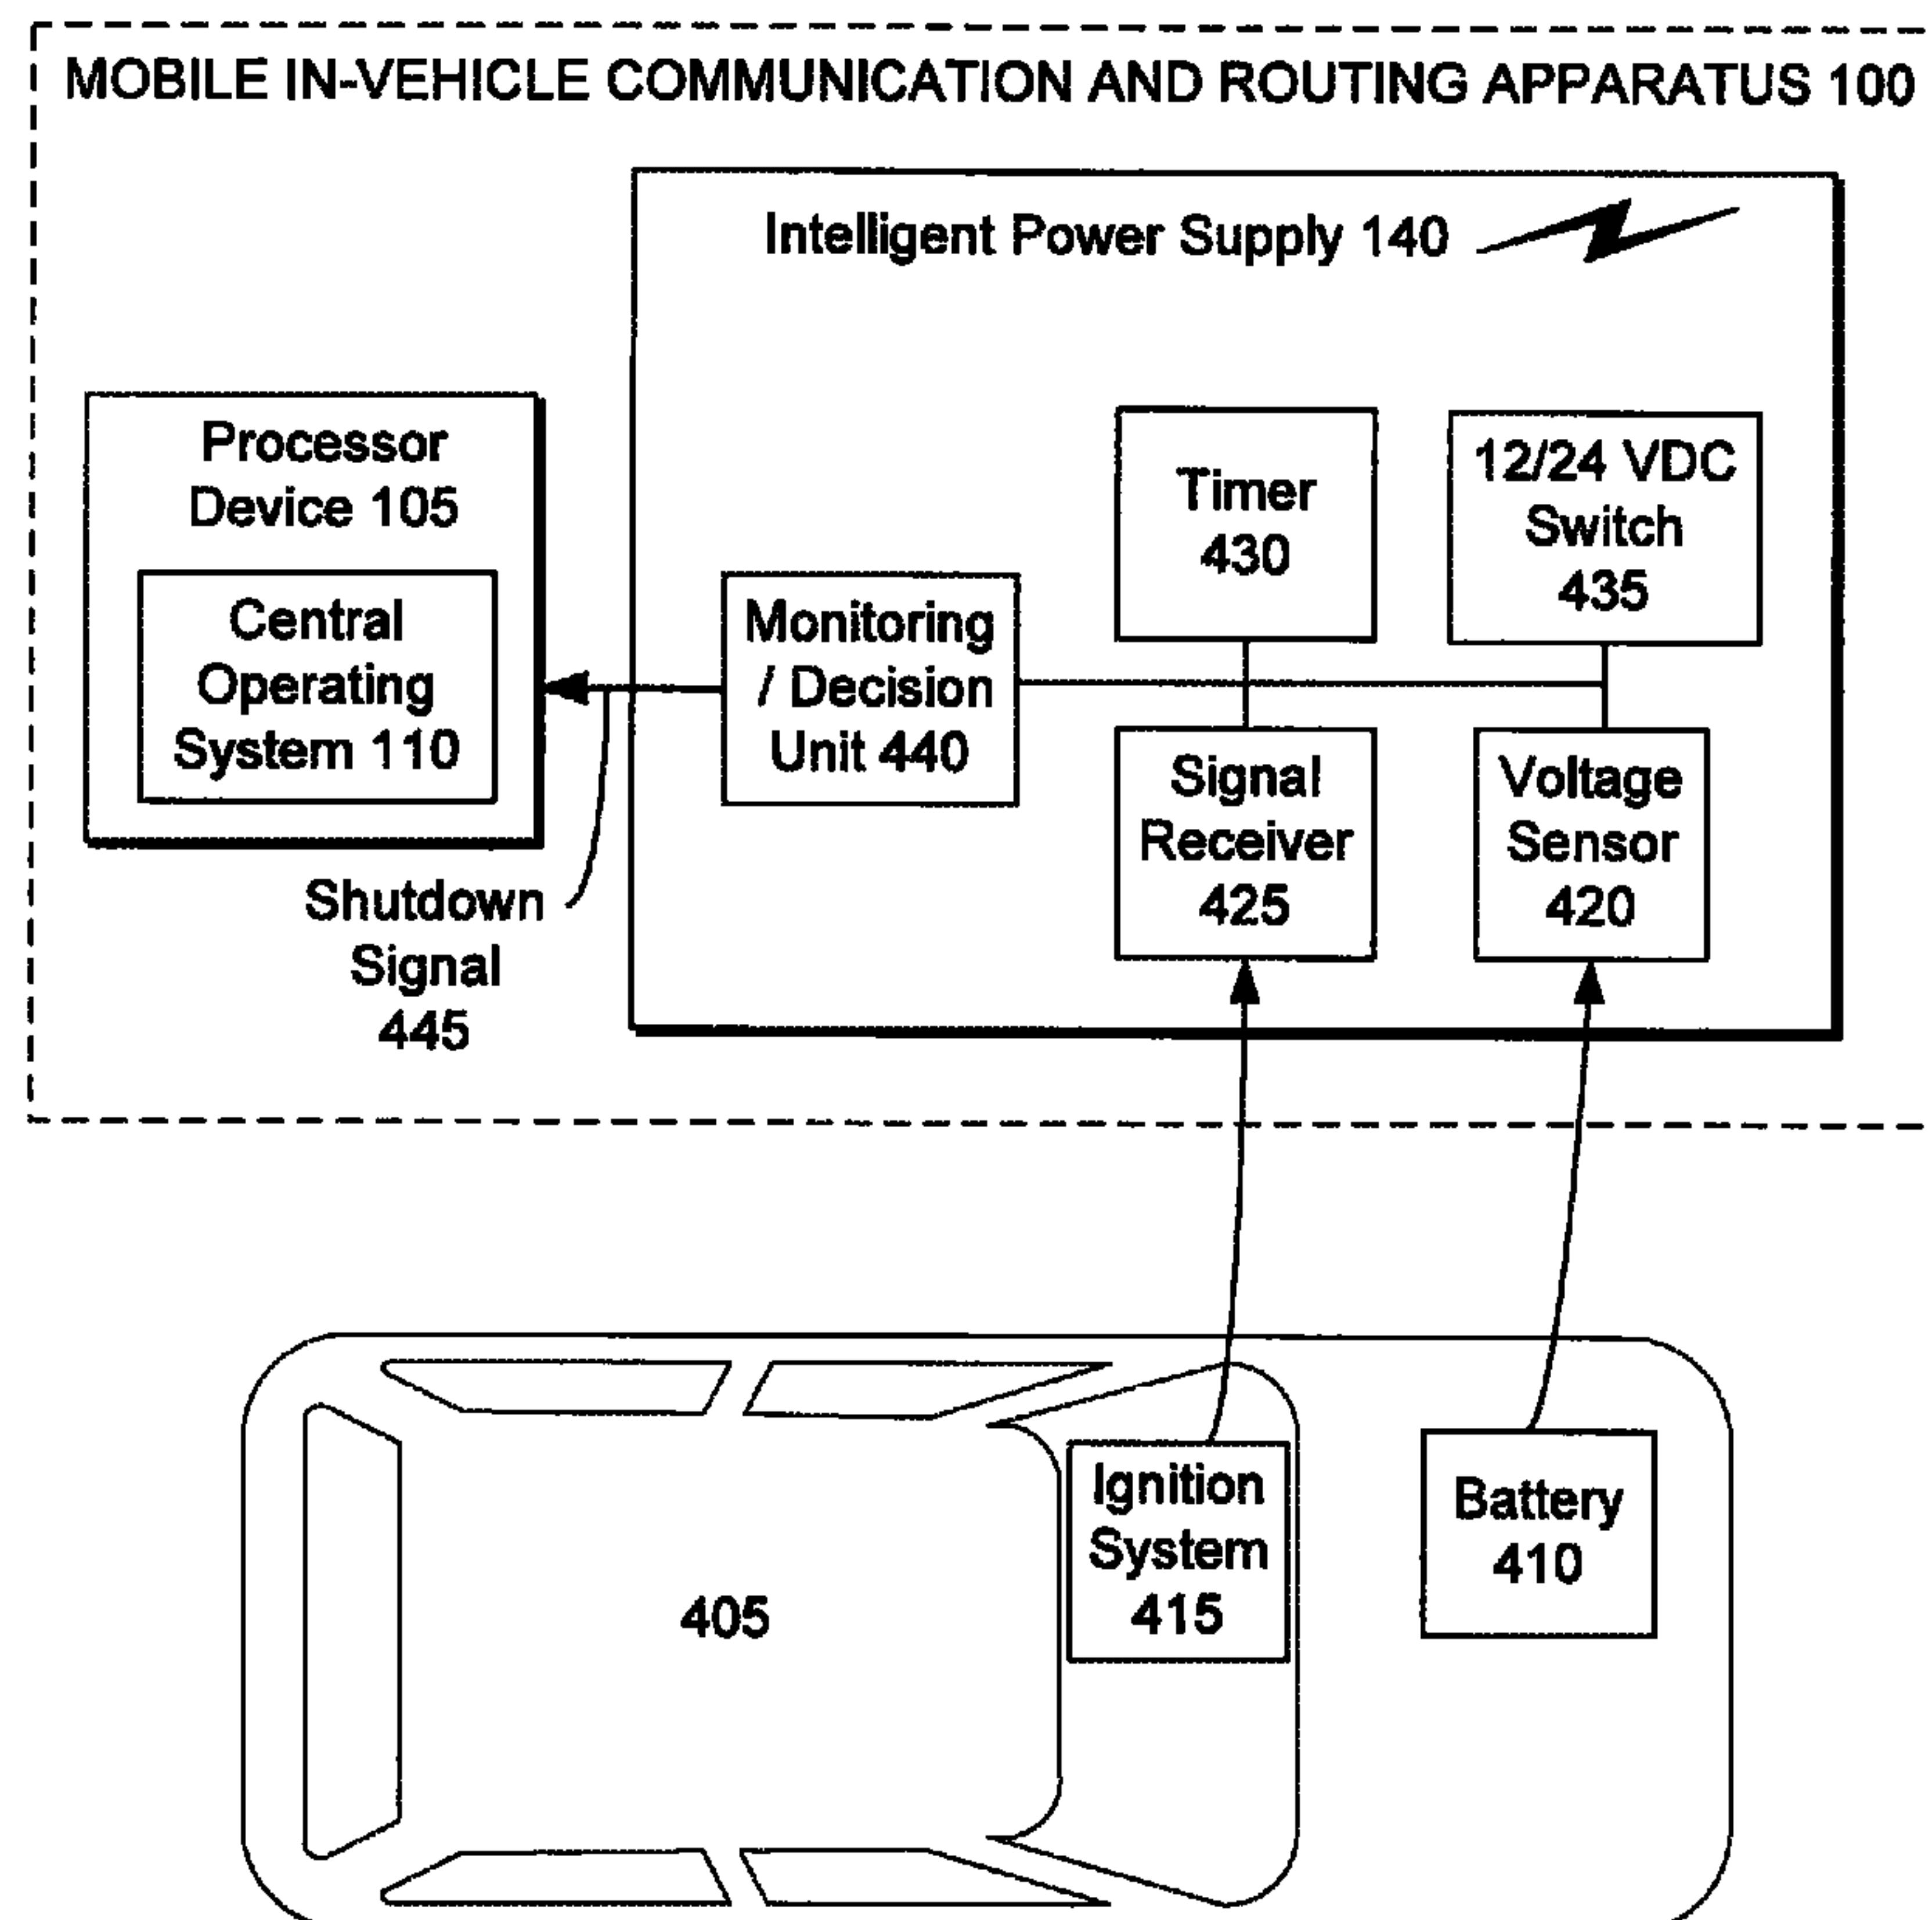 MOBILE IN-VEHICLE COMMUNICATION AND ROUTING APPARATUS 100
Intelligent Power Supply 140
Processor
Device 105
Central
Operating
System 110
Timer
430
12/24 VDC
Switch
435
Monitoring
/ Decision
Unit 440
Signal
Receiver
425
Voltage
Sensor
420
Shutdown
Signal
445
Ignition
System
415
Battery
410
405